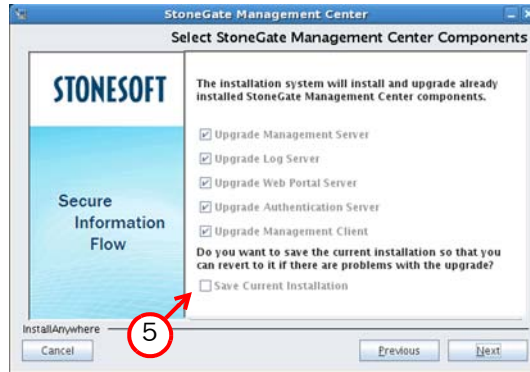 StoneGate Management Center
Select StoneGate Management Center Components
STONESOFT
Secure
Information
Flow
The installation system will install and upgrade already
installed StoneGate Management Center components.
Upgrade Management Server
Upgrade Log Server
Upgrade Web Portal Server
Upgrade Authentication Server
Upgrade Management Client
Do you want to save the current installation so that you
can revert to it if there are problems with the upgrade?
Save Current Installation
5
InstallAnywhere
Cancel
Previous
Next